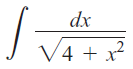 ∫ dx / √(4 + x²)